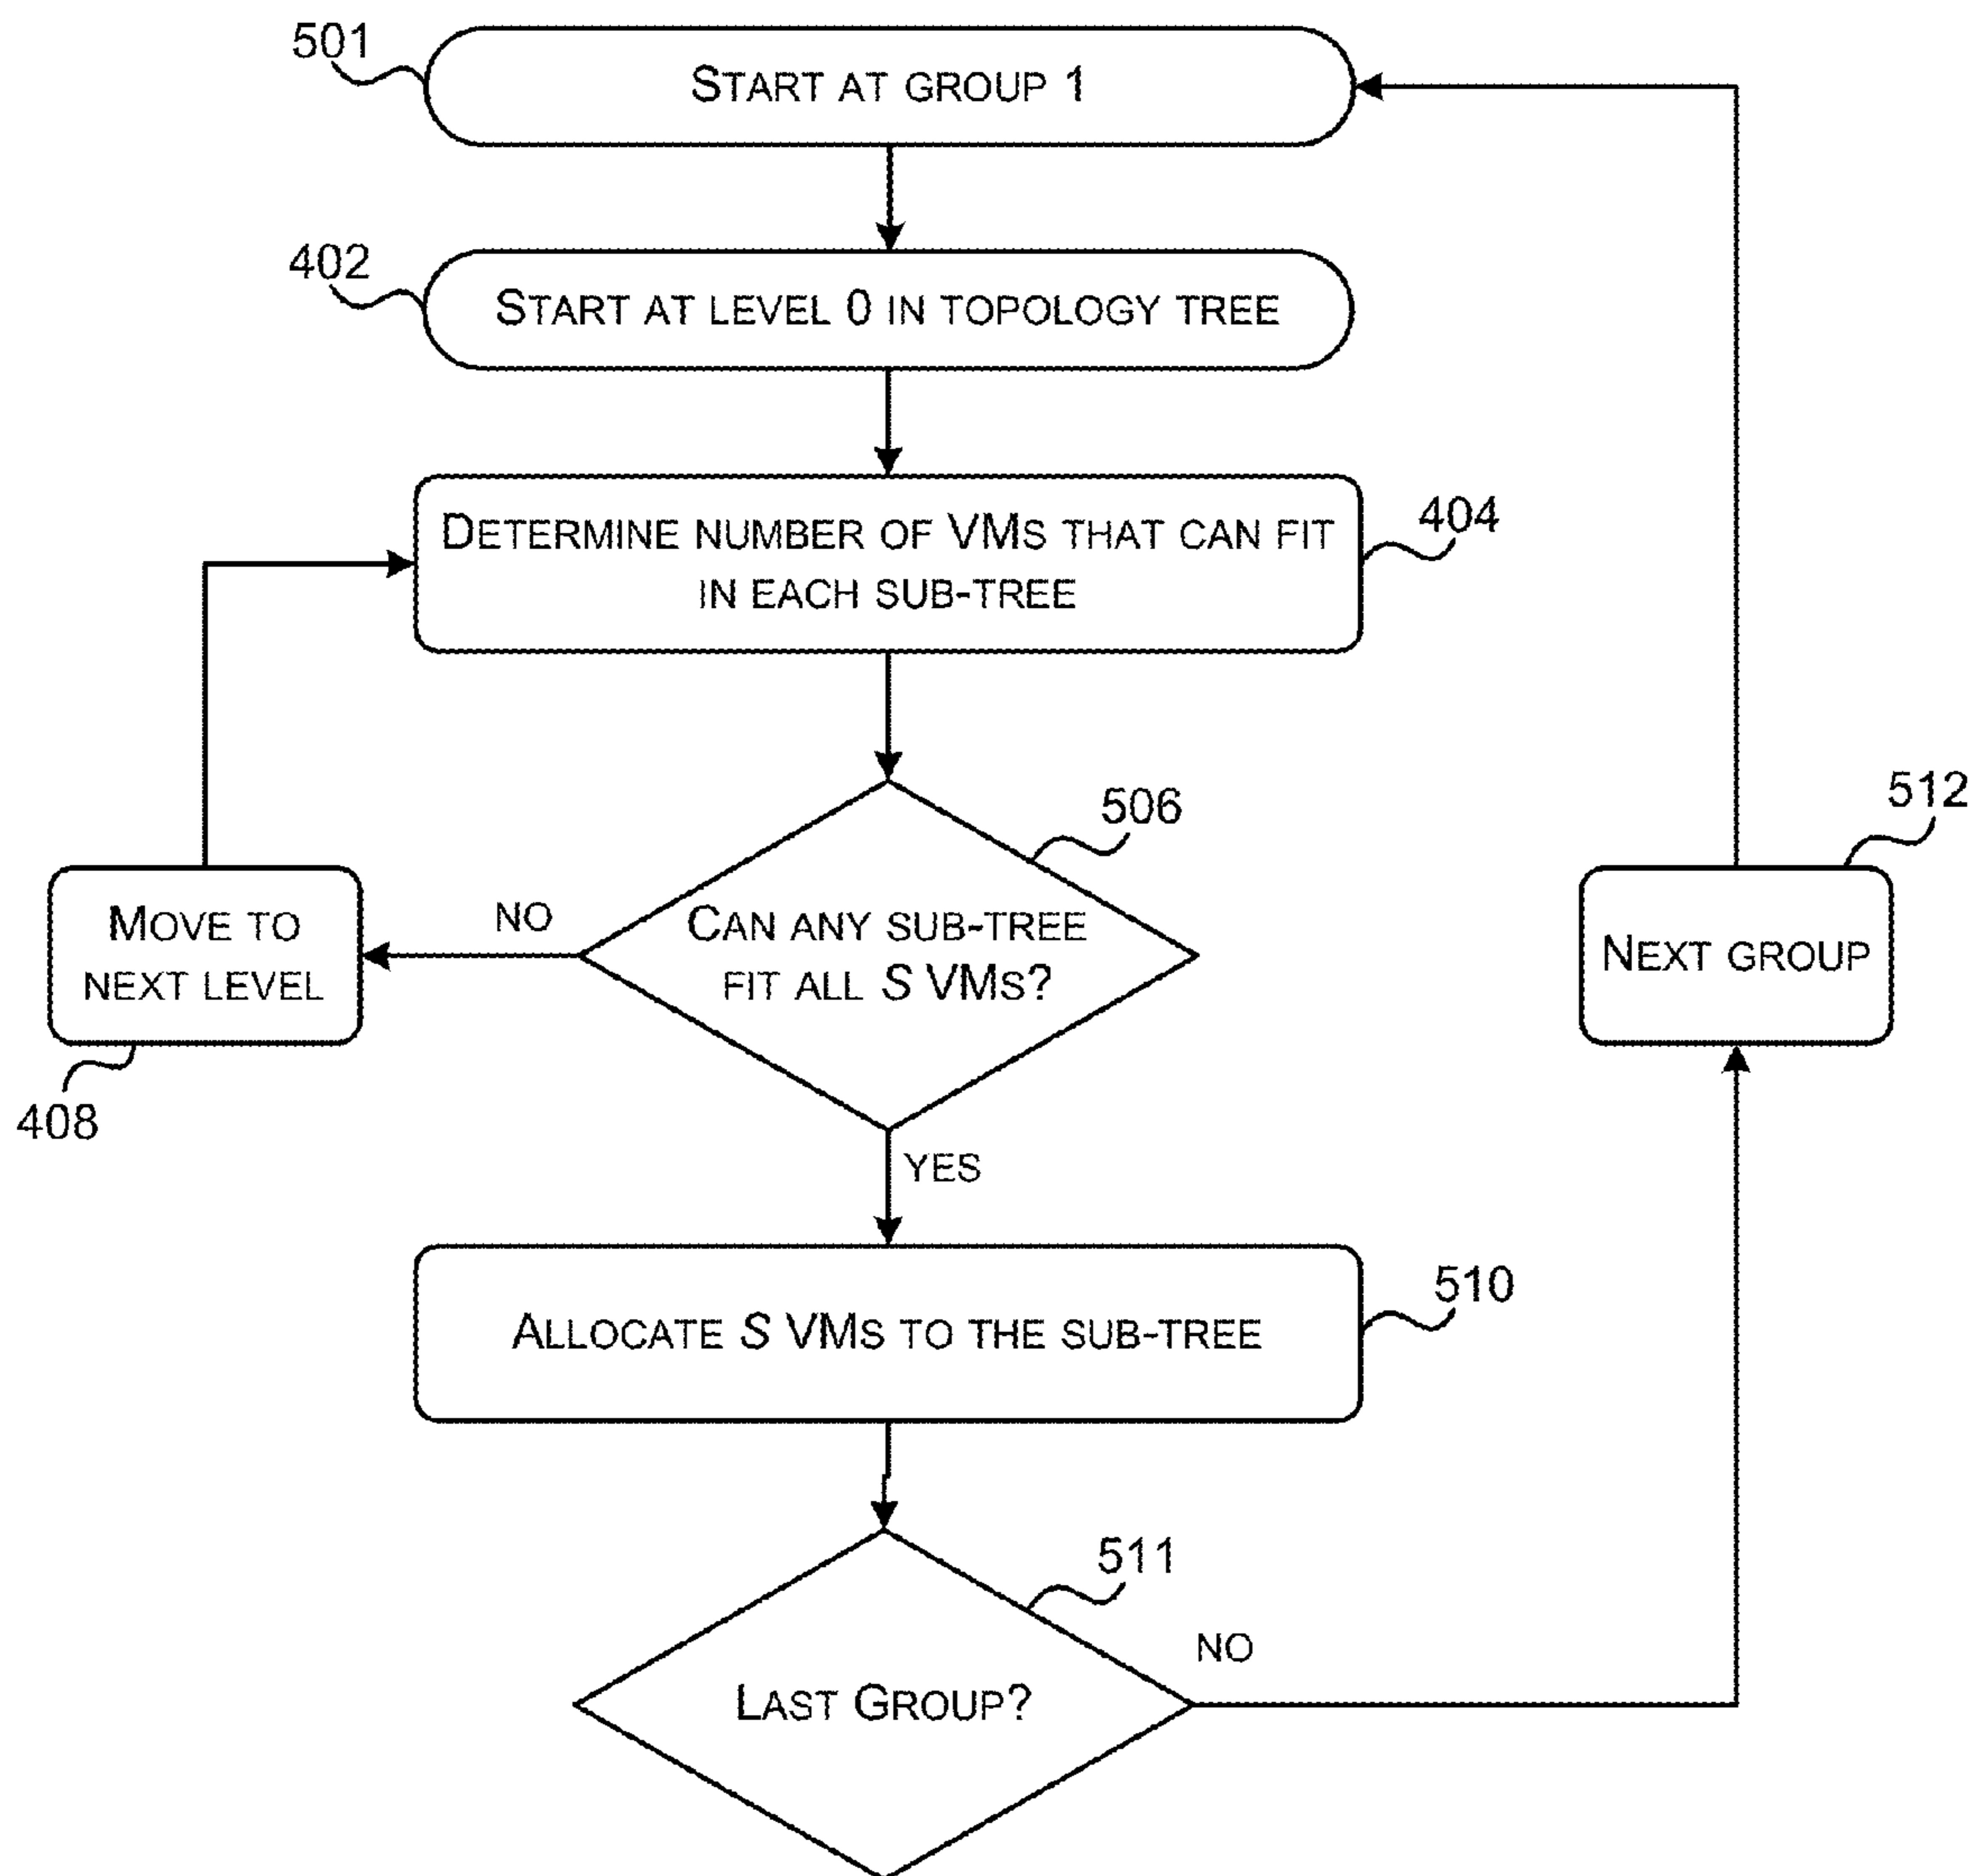 501
START AT GROUP 1
402
START AT LEVEL 0 IN TOPOLOGY TREE
DETERMINE NUMBER OF VMS THAT CAN FIT
IN EACH SUB-TREE
404
506
512
CAN ANY SUB-TREE
FIT ALL S VMS?
NO
MOVE TO
NEXT LEVEL
408
NEXT GROUP
YES
ALLOCATE S VMS TO THE SUB-TREE
510
511
LAST GROUP?
NO